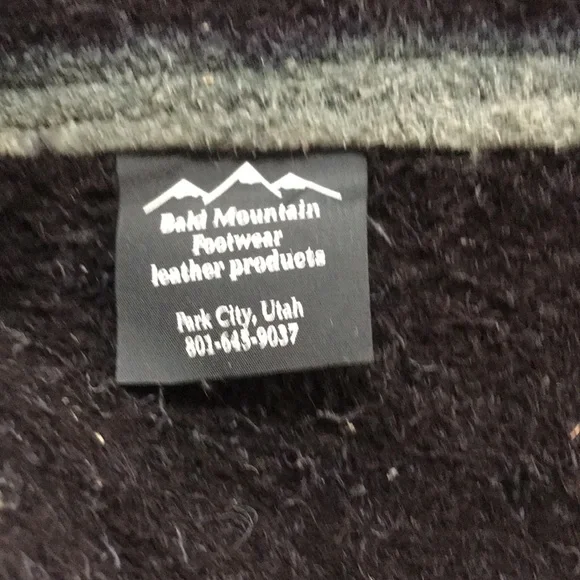 Bald Mountain
Footwear
leather products
Park City, Utah
801-645-9037